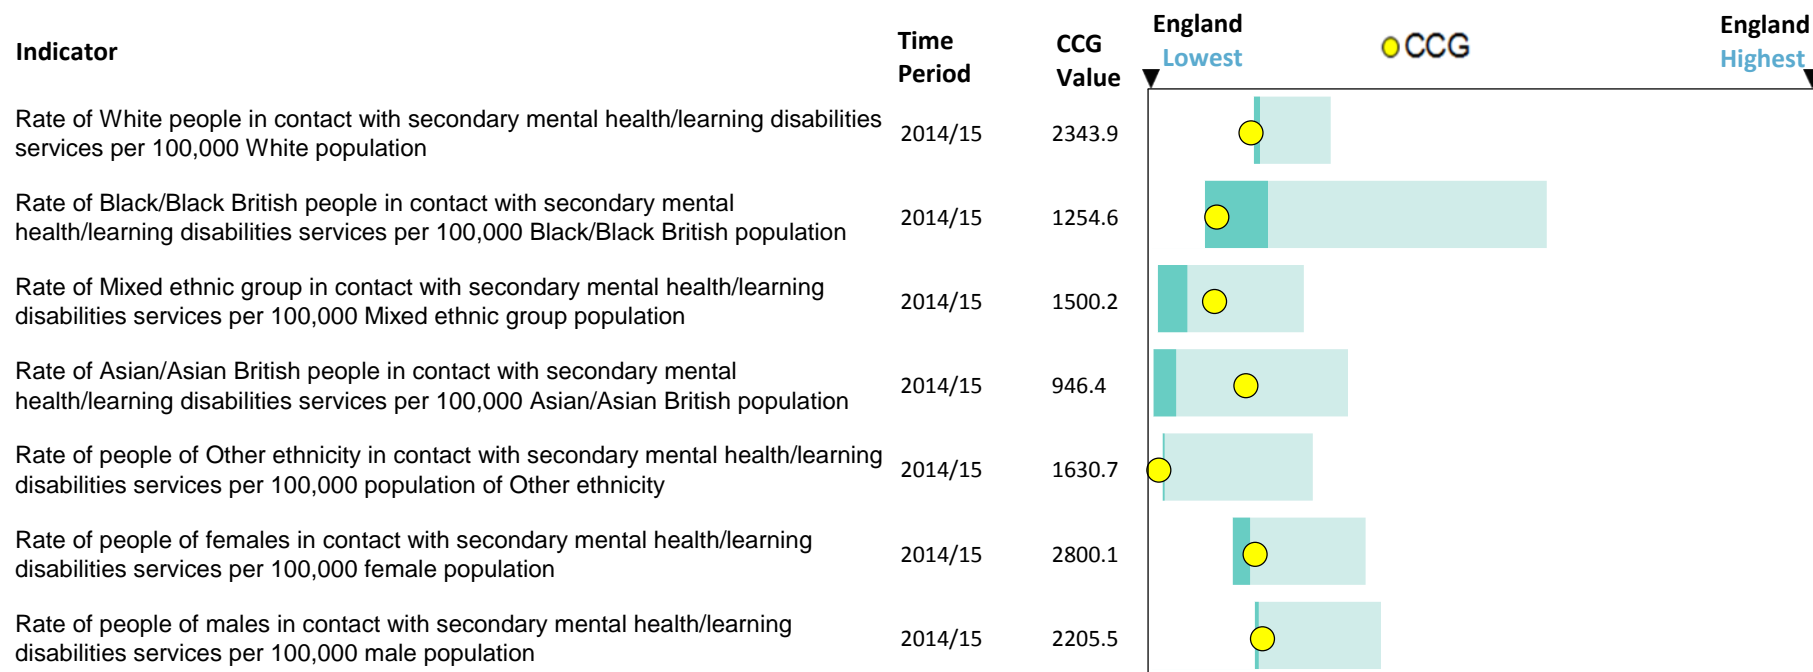 Indicator
Time
Period
CCG
Value
England
Lowest
CCG
England
Highest
Rate of White people in contact with secondary mental health/learning disabilities
services per 100,000 White population
2014/15
2343.9
Rate of Black/Black British people in contact with secondary mental
health/learning disabilities services per 100,000 Black/Black British population
2014/15
1254.6
Rate of Mixed ethnic group in contact with secondary mental health/learning
disabilities services per 100,000 Mixed ethnic group population
2014/15
1500.2
Rate of Asian/Asian British people in contact with secondary mental
health/learning disabilities services per 100,000 Asian/Asian British population
2014/15
946.4
Rate of people of Other ethnicity in contact with secondary mental health/learning
disabilities services per 100,000 population of Other ethnicity
2014/15
1630.7
Rate of people of females in contact with secondary mental health/learning
disabilities services per 100,000 female population
2014/15
2800.1
Rate of people of males in contact with secondary mental health/learning
disabilities services per 100,000 male population
2014/15
2205.5